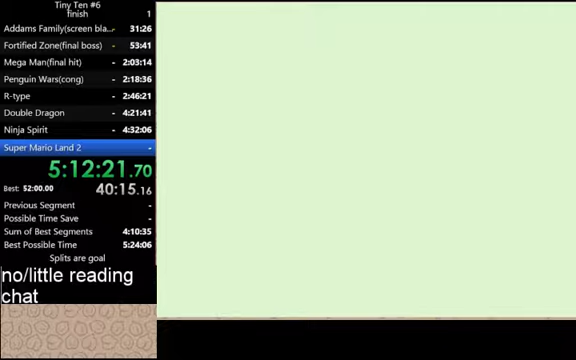 Tiny Ten #6
finish 1
Addams Family(screen bla... - 31:26
Fortified Zone(final boss) - 53:41
Mega Man(final hit) - 2:03:14
Penguin Wars(cong) - 2:18:36
R-type - 2:46:21
Double Dragon - 4:21:41
Ninja Spirit - 4:32:06
Super Mario Land 2 -
5:12:21.70
Best: 52:00.00 40:15.16
Previous Segment -
Possible Time Save -
Sum of Best Segments 4:10:35
Best Possible Time 5:24:06
Splits are goal
no/little reading
chat